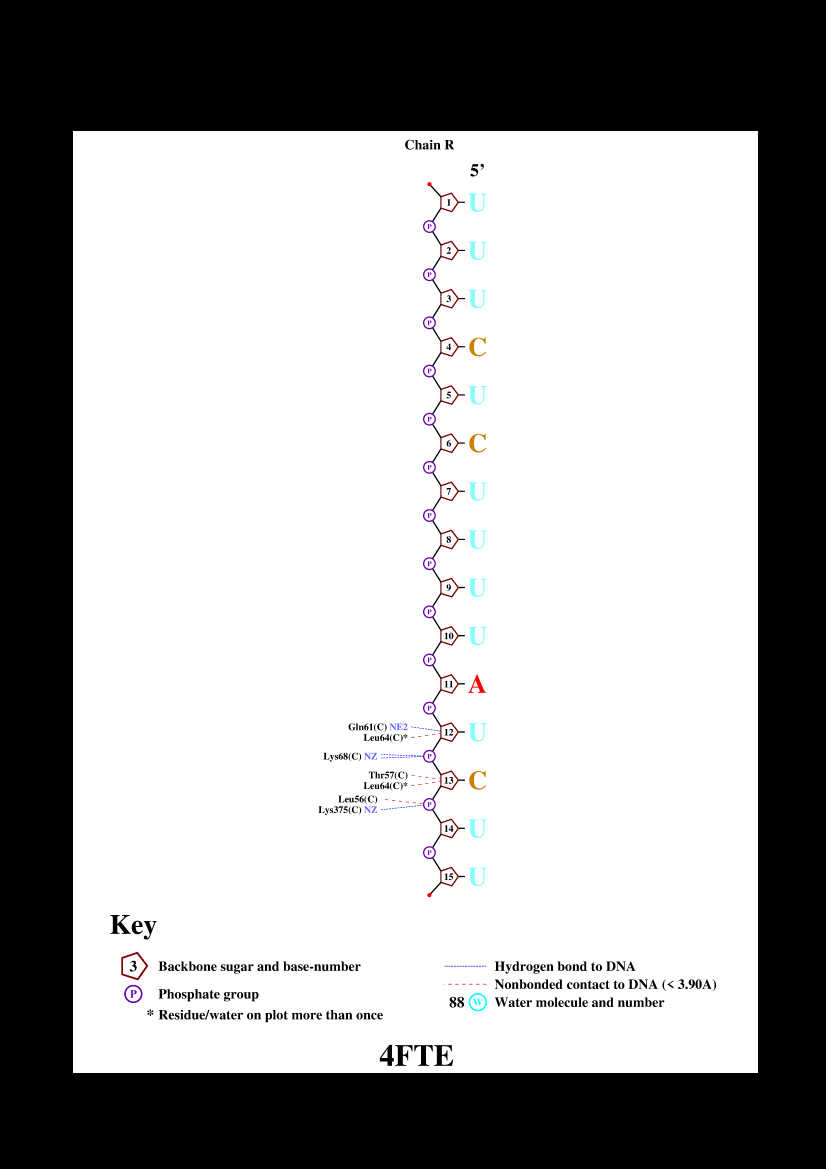 Chain R
5’
1 U
P
2 U
P
3 U
P
4 C
P
5 U
P
6 C
P
7 U
P
8 U
P
9 U
P
10 U
P
11 A
P
Gln61(C) NE2
12 U
Leu64(C)*
Lys68(C) NZ P
Thr57(C)
13 C
Leu64(C)*
Leu56(C)
P
Lys375(C) NZ
14 U
P
15 U
Key
3 Backbone sugar and base-number
P Phosphate group
* Residue/water on plot more than once
Hydrogen bond to DNA
Nonbonded contact to DNA (< 3.90A)
88 W Water molecule and number
4FTE